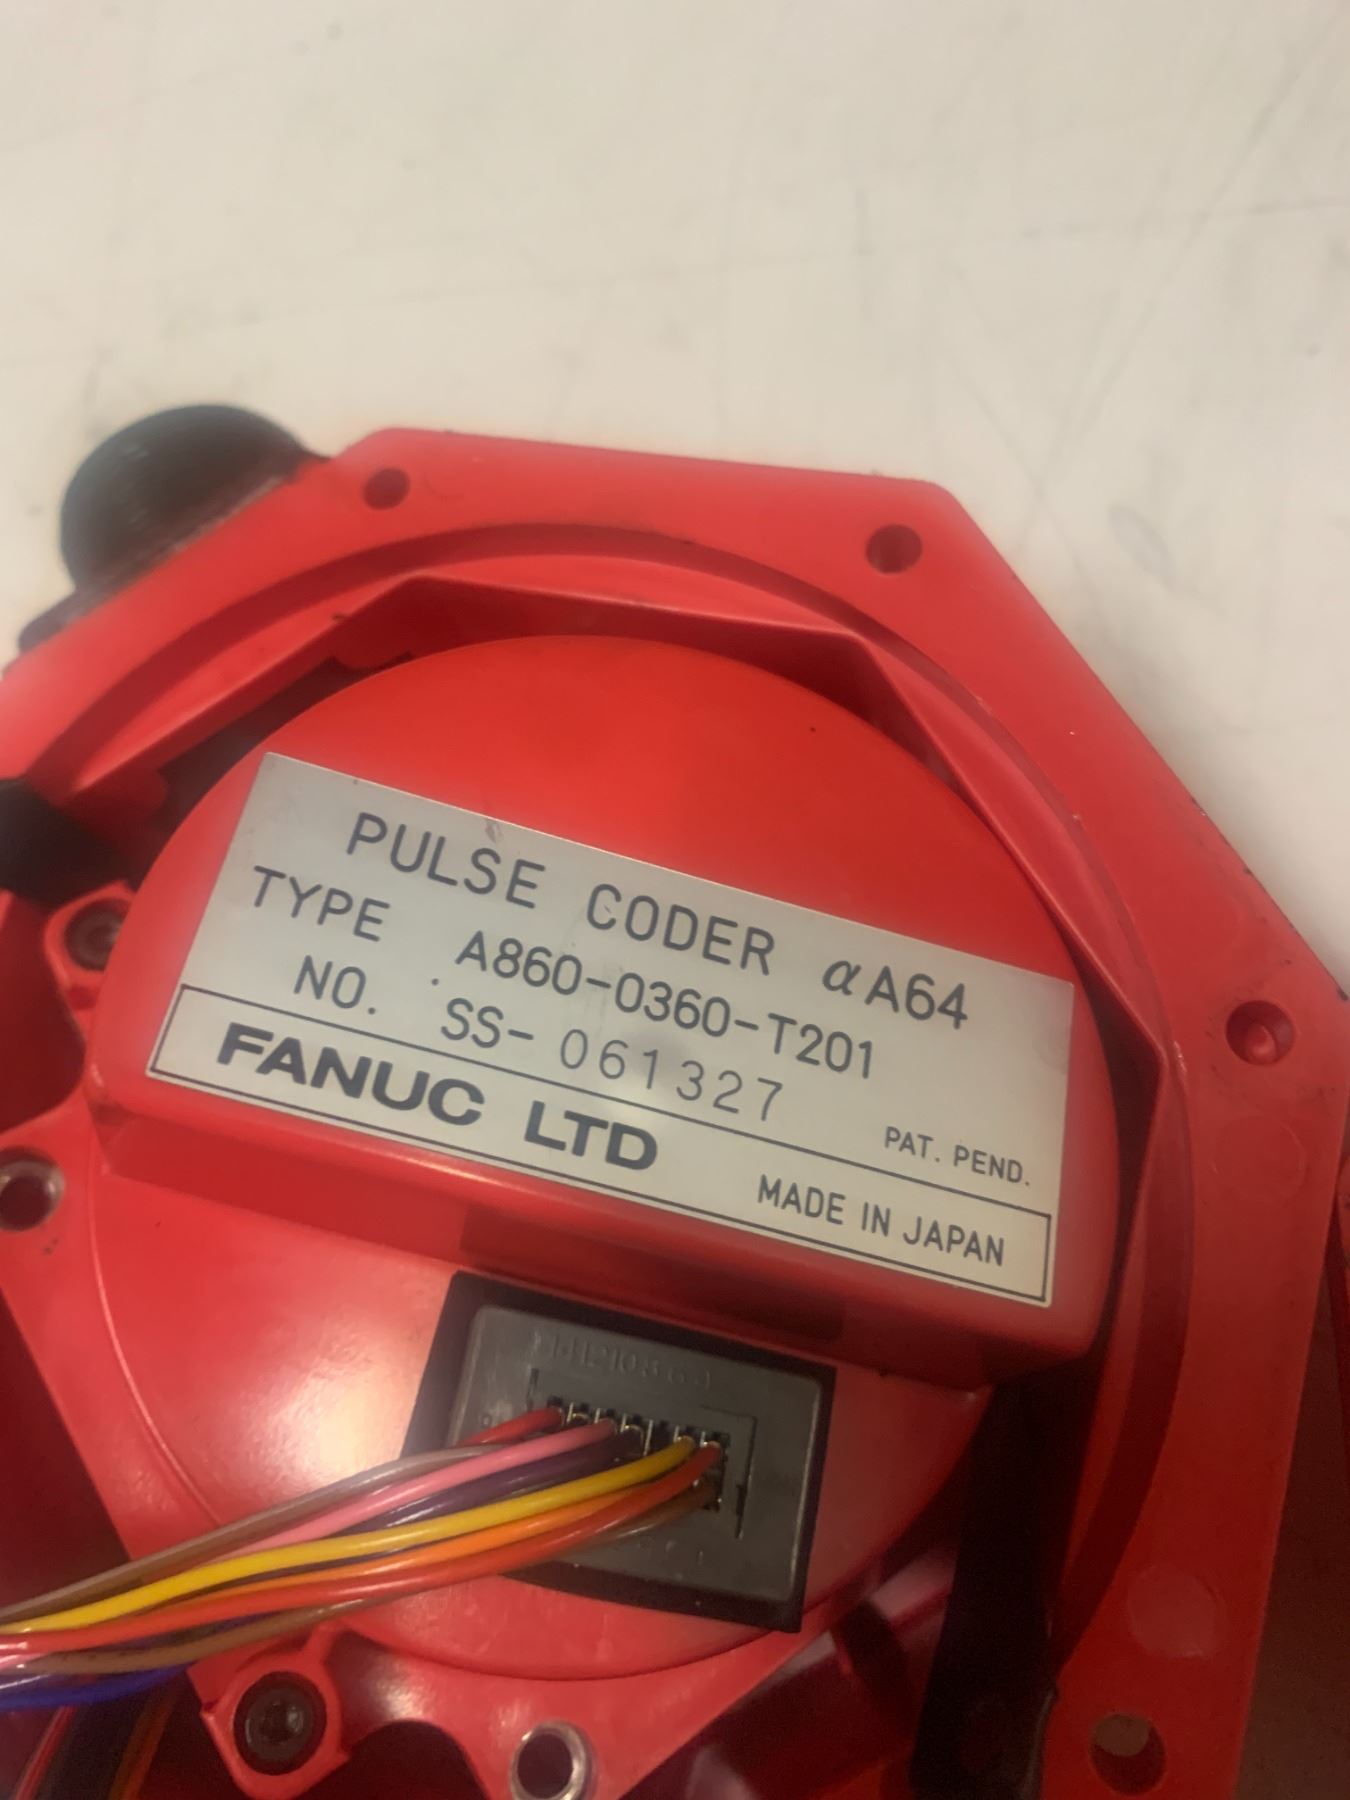 PULSE CODER αA64
TYPE A860-0360-T201
NO. SS-061327
PAT. PEND.
FANUC LTD MADE IN JAPAN